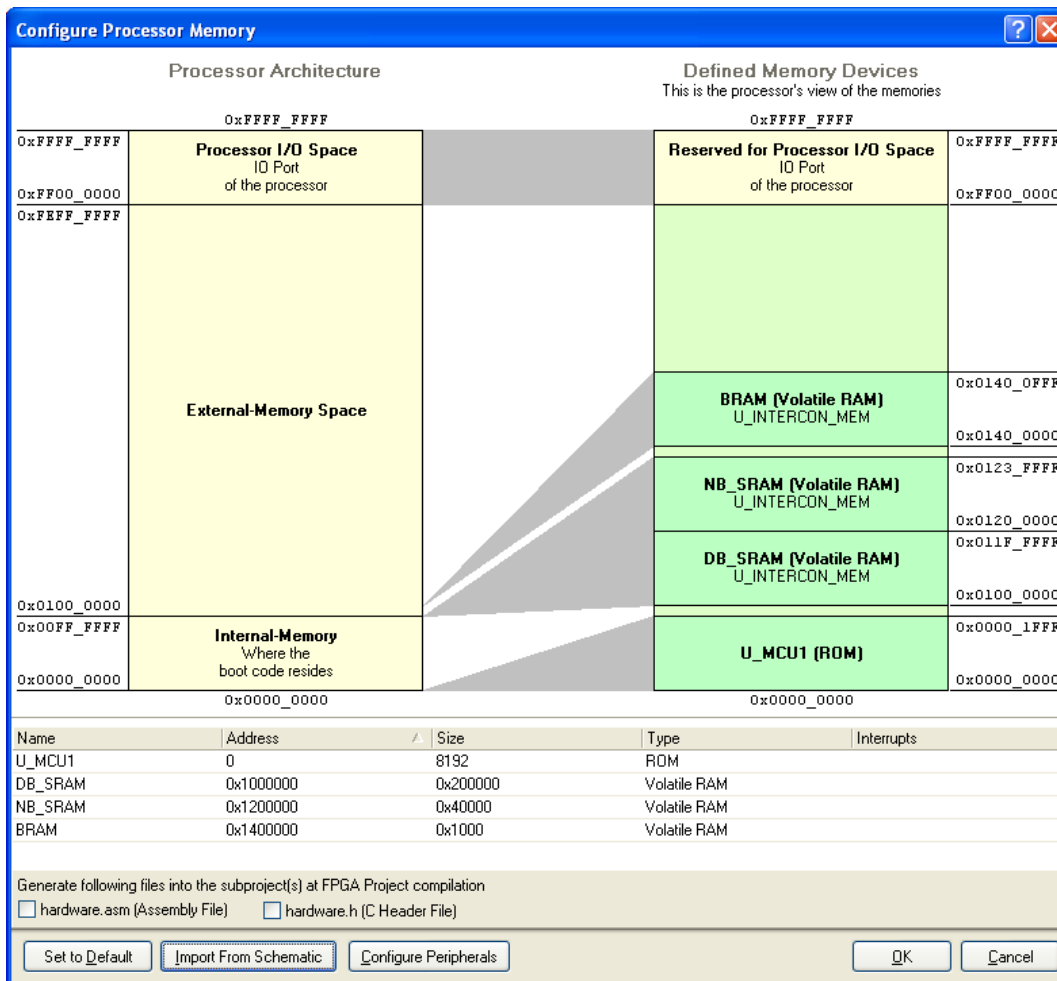 Configure Processor Memory
Processor Architecture
Defined Memory Devices
This is the processor's view of the memories
0xFFFF_FFFF
0xFFFF_FFFF
0xFFFF_FFFF
0xFF00_0000
0xFEFF_FFFF
0x0100_0000
0x00FF_FFFF
0x0000_0000
Processor I/O Space
IO Port
of the processor
External-Memory Space
Internal-Memory
Where the
boot code resides
0x0000_0000
Reserved for Processor I/O Space
IO Port
of the processor
BRAM (Volatile RAM)
U_INTERCON_MEM
NB_SRAM (Volatile RAM)
U_INTERCON_MEM
DB_SRAM (Volatile RAM)
U_INTERCON_MEM
U_MCU1 (ROM)
0x0000_0000
0xFFFF_FFFF
0xFF00_0000
0x0140_0FFF
0x0140_0000
0x0123_FFFF
0x0120_0000
0x011F_FFFF
0x0100_0000
0x0000_1FFF
0x0000_0000
Name Address Size Type Interrupts
U_MCU1 0 8192 ROM
DB_SRAM 0x1000000 0x200000 Volatile RAM
NB_SRAM 0x1200000 0x40000 Volatile RAM
BRAM 0x1400000 0x1000 Volatile RAM
Generate following files into the subproject(s) at FPGA Project compilation
hardware.asm (Assembly File) hardware.h (C Header File)
Set to Default Import From Schematic Configure Peripherals OK Cancel